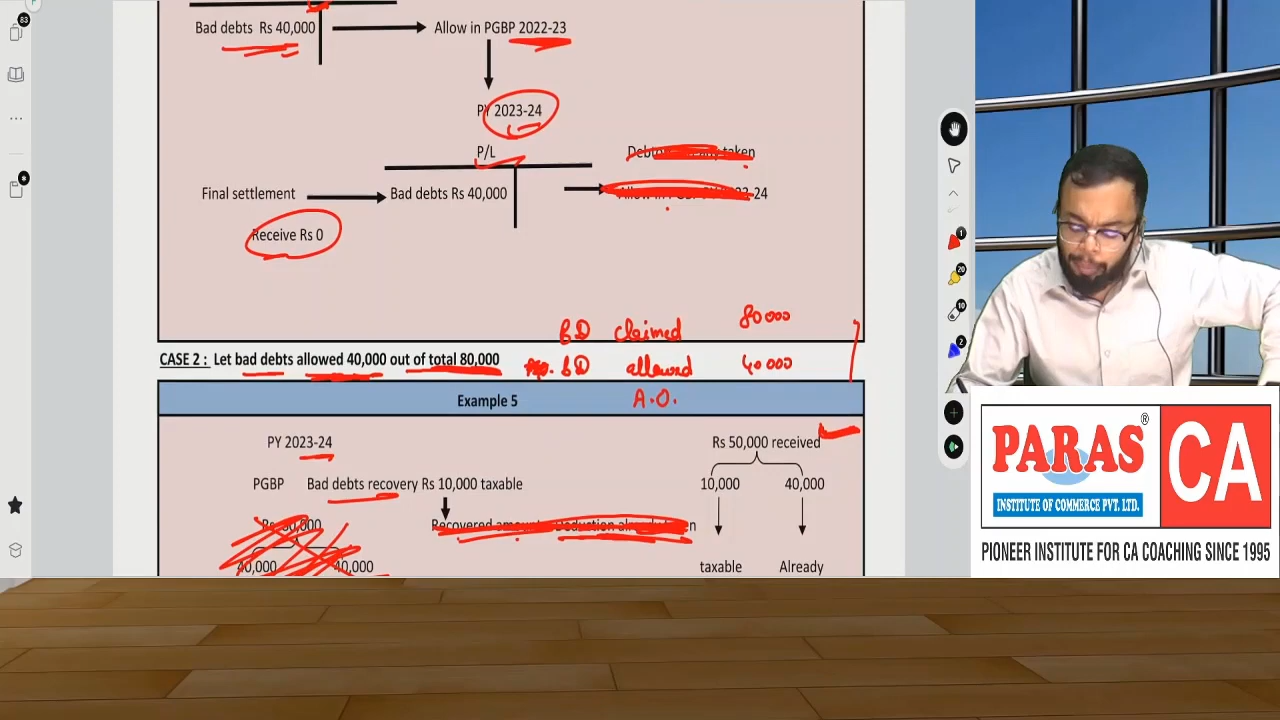 Bad debts Rs 40,000
Allow in PGBP 2022-23
PY 2023-24
P/L
Final settlement
Bad debts Rs 40,000
Receive Rs 0
BD claimed 80000
CASE 2 : Let bad debts allowed 40,000 out of total 80,000
BD allowed 40000
Example 5
A.O.
PY 2023-24
Rs 50,000 received
PGBP Bad debts recovery Rs 10,000 taxable
10,000 40,000
40,000 40,000
taxable Already
PARAS ® CA
INSTITUTE OF COMMERCE PVT. LTD.
PIONEER INSTITUTE FOR CA COACHING SINCE 1995